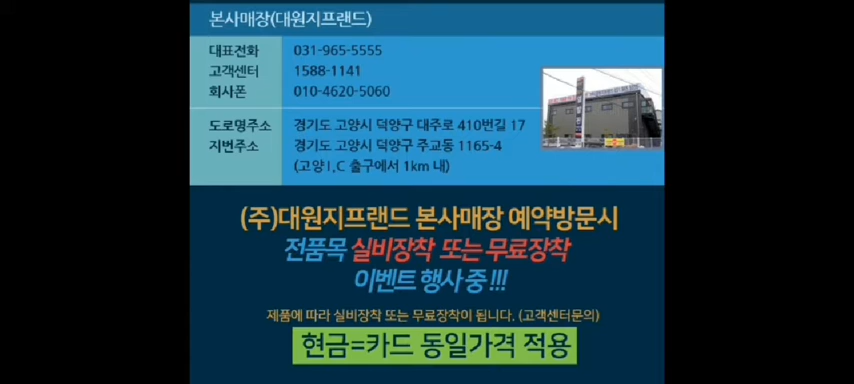 본사매장(대원지프랜드)
대표전화 031-965-5555
고객센터 1588-1141
회사폰 010-4620-5060
도로명주소 경기도 고양시 덕양구 대주로 410번길 17
지번주소 경기도 고양시 덕양구 주교동 1165-4
(고양I.C 출구에서 1km 내)
(주)대원지프랜드 본사매장 예약방문시
전품목 실비장착 또는 무료장착
이벤트 행사 중 !!!
제품에 따라 실비장착 또는 무료장착이 됩니다. (고객센터문의)
현금=카드 동일가격 적용